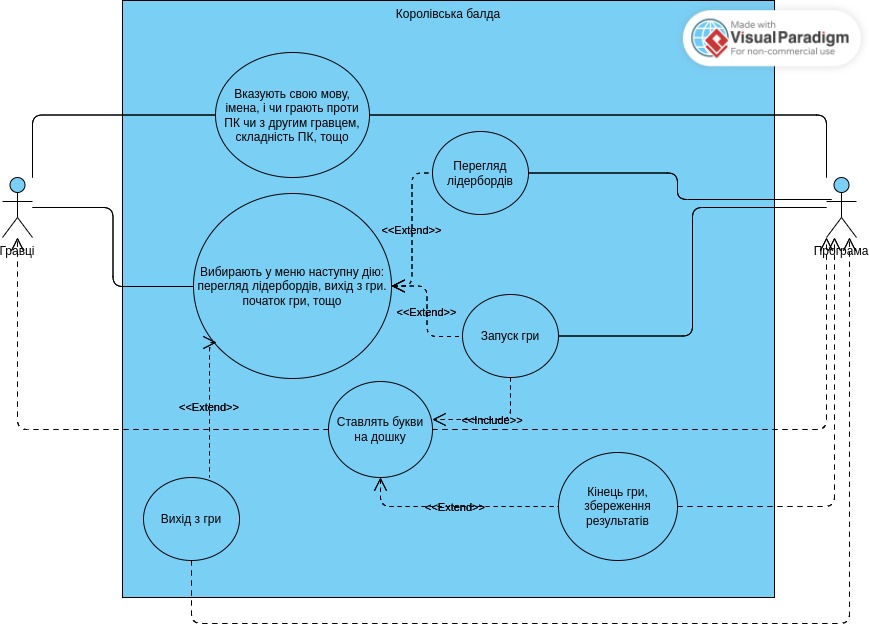 Королівська балда
Made with
Visual Paradigm
For non-commercial use
Вказують свою мову,
імена, і чи грають проти
ПК чи з другим гравцем,
складність ПК, тощо
Перегляд
лідербордів
<<Extend>>
Гравці
Програма
Вибирають у меню наступну дію:
перегляд лідербордів, вихід з гри.
початок гри, тощо
<<Extend>>
Запуск гри
<<Extend>>
Ставлять букви
на дошку
<<Include>>
Кінець гри,
збереження
результатів
<<Extend>>
Вихід з гри